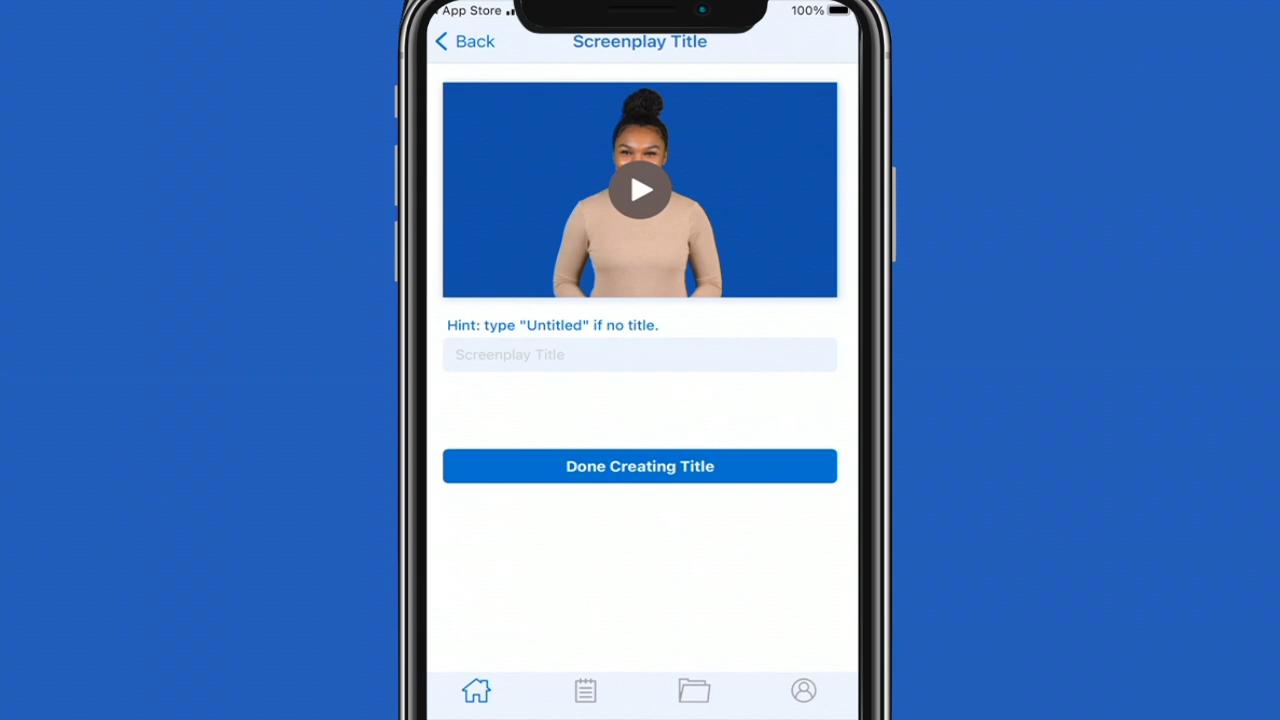 App Store
100%
Back
Screenplay Title
Hint: type "Untitled" if no title.
Screenplay Title
Done Creating Title